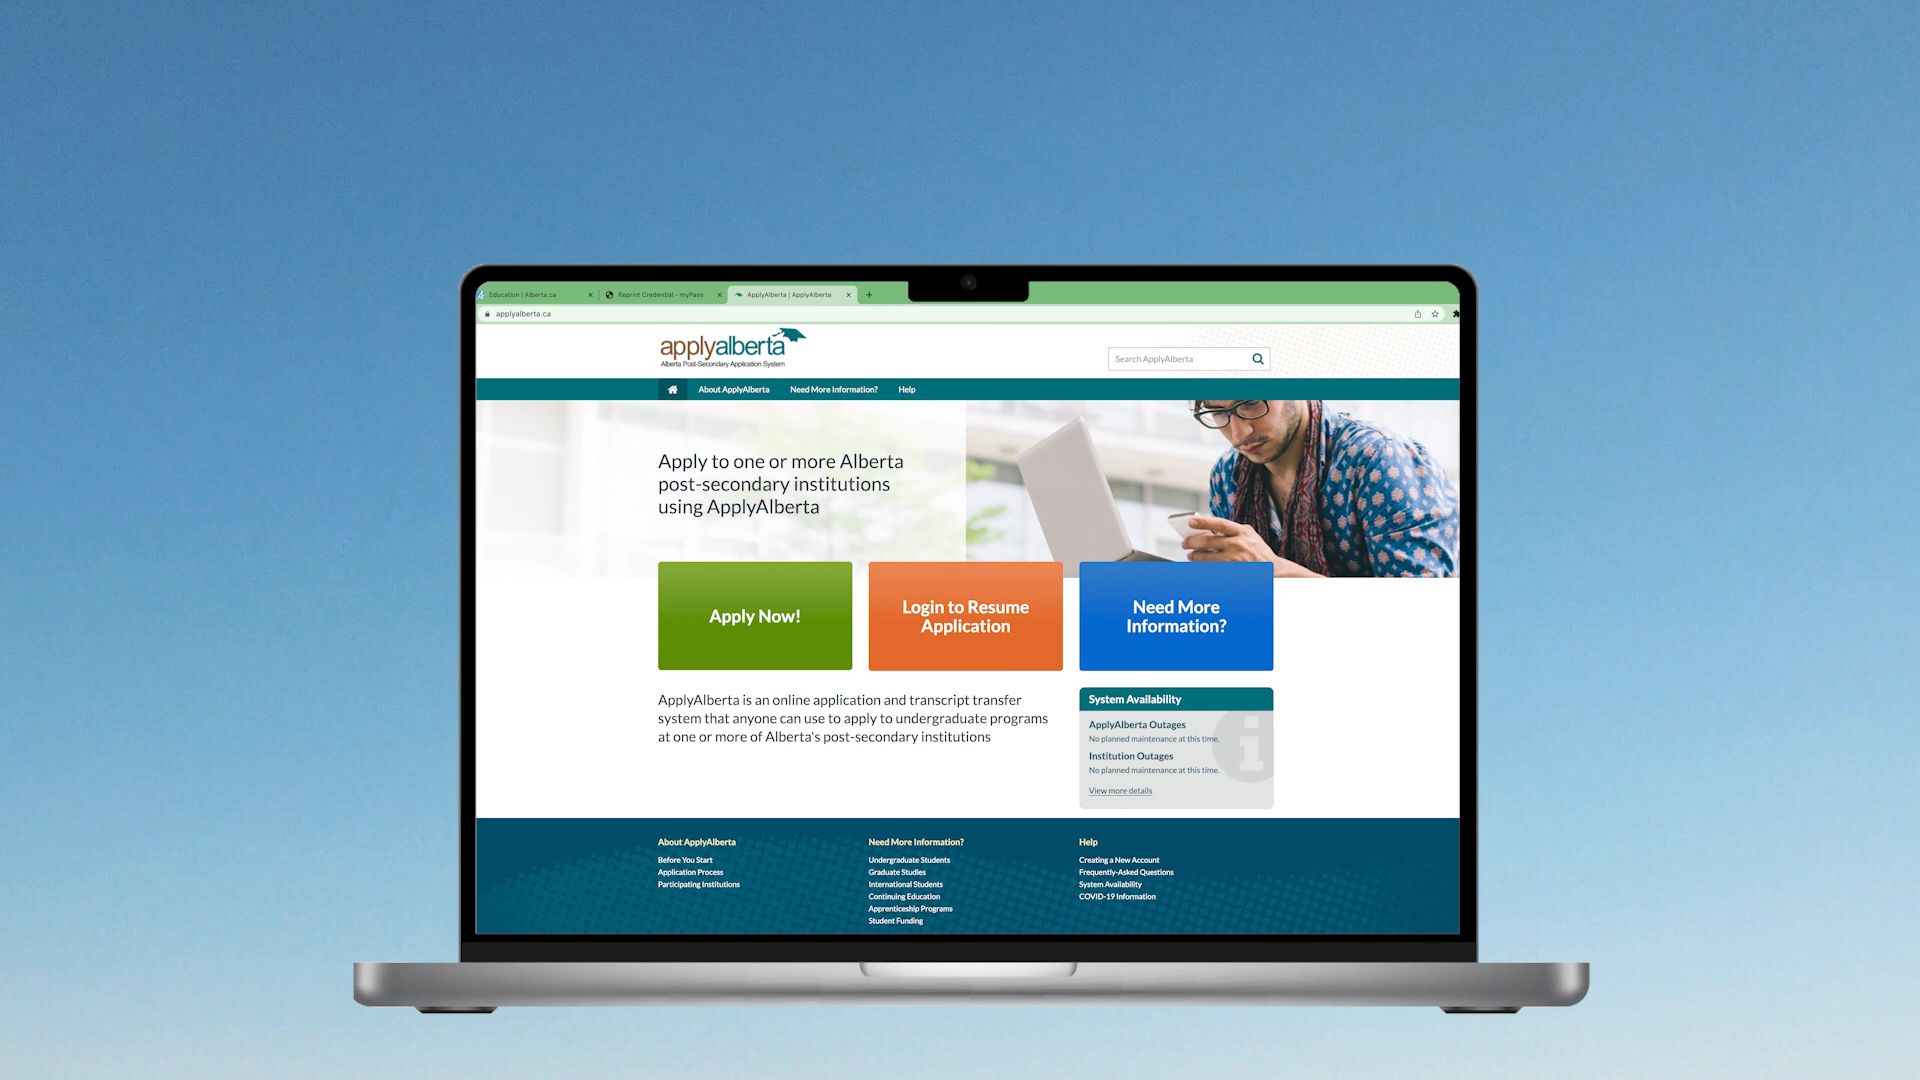 Education | Alberta.ca
Reprint Credential - myPass
ApplyAlberta | ApplyAlberta
applyalberta.ca
applyalberta
Alberta Post-Secondary Application System
Search ApplyAlberta
About ApplyAlberta
Need More Information?
Help
Apply to one or more Alberta
post-secondary institutions
using ApplyAlberta
Apply Now!
Login to Resume
Application
Need More
Information?
ApplyAlberta is an online application and transcript transfer
system that anyone can use to apply to undergraduate programs
at one or more of Alberta's post-secondary institutions
System Availability
ApplyAlberta Outages
No planned maintenance at this time.
Institution Outages
No planned maintenance at this time.
View more details
About ApplyAlberta
Before You Start
Application Process
Participating Institutions
Need More Information?
Undergraduate Students
Graduate Studies
International Students
Continuing Education
Apprenticeship Programs
Student Funding
Help
Creating a New Account
Frequently-Asked Questions
System Availability
COVID-19 Information